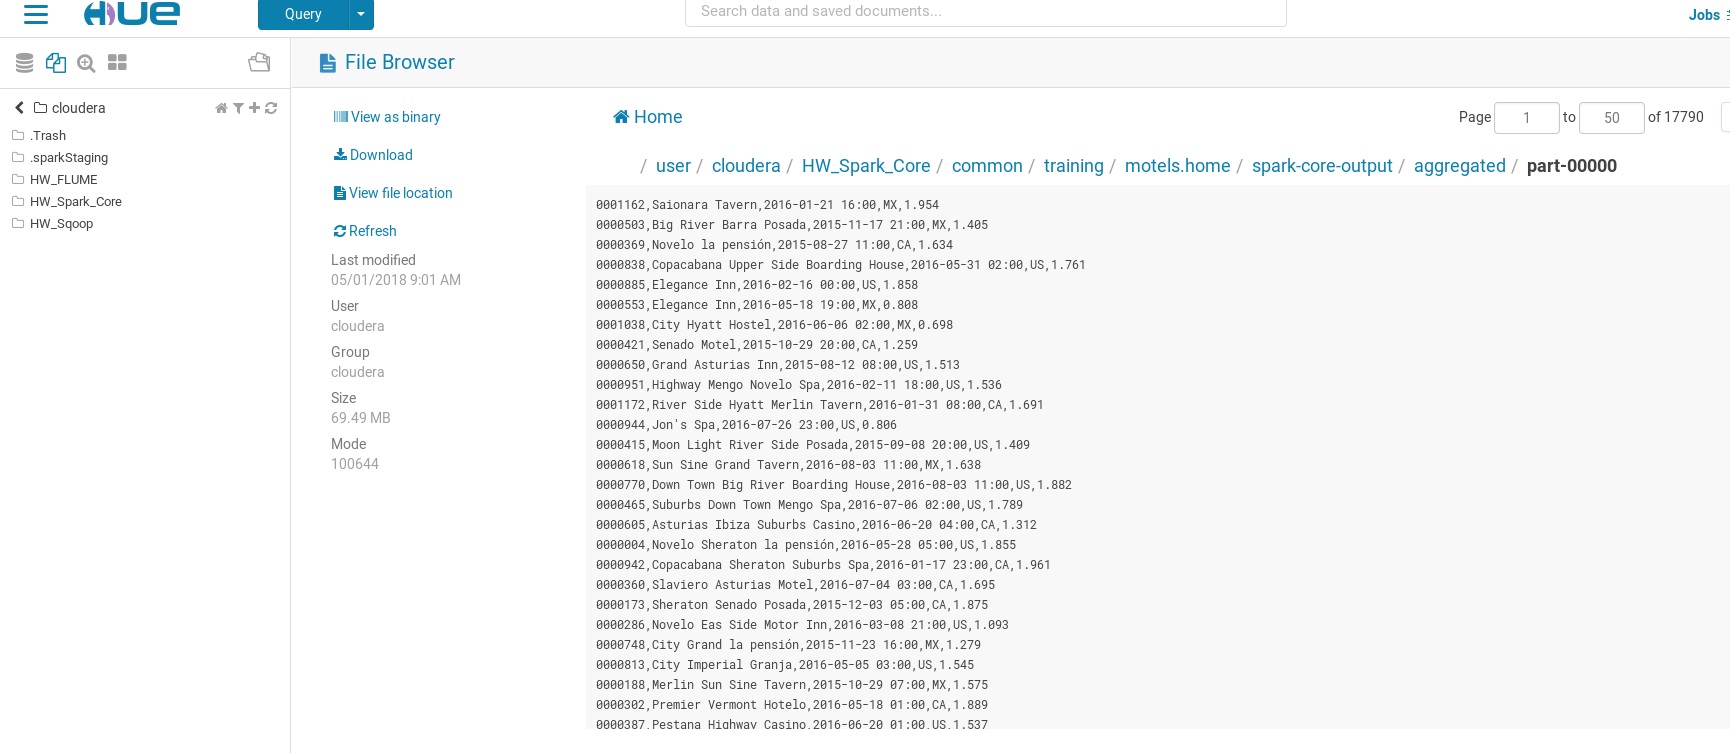 HUE
Query
Search data and saved documents...
Jobs
File Browser
cloudera
.Trash
.sparkStaging
HW_FLUME
HW_Spark_Core
HW_Sqoop
View as binary
Download
View file location
Refresh
Last modified
05/01/2018 9:01 AM
User
cloudera
Group
cloudera
Size
69.49 MB
Mode
100644
Home
Page 1 to 50 of 17790
/ user / cloudera / HW_Spark_Core / common / training / motels.home / spark-core-output / aggregated / part-00000
0001162,Saionara Tavern,2016-01-21 16:00,MX,1.954
0000503,Big River Barra Posada,2015-11-17 21:00,MX,1.405
0000369,Novelo la pensión,2015-08-27 11:00,CA,1.634
0000838,Copacabana Upper Side Boarding House,2016-05-31 02:00,US,1.761
0000885,Elegance Inn,2016-02-16 00:00,US,1.858
0000553,Elegance Inn,2016-05-18 19:00,MX,0.808
0001038,City Hyatt Hostel,2016-06-06 02:00,MX,0.698
0000421,Senado Motel,2015-10-29 20:00,CA,1.259
0000650,Grand Asturias Inn,2015-08-12 08:00,US,1.513
0000951,Highway Mengo Novelo Spa,2016-02-11 18:00,US,1.536
0001172,River Side Hyatt Merlin Tavern,2016-01-31 08:00,CA,1.691
0000944,Jon's Spa,2016-07-26 23:00,US,0.806
0000415,Moon Light River Side Posada,2015-09-08 20:00,US,1.409
0000618,Sun Sine Grand Tavern,2016-08-03 11:00,MX,1.638
0000770,Down Town Big River Boarding House,2016-08-03 11:00,US,1.882
0000465,Suburbs Down Town Mengo Spa,2016-07-06 02:00,US,1.789
0000605,Asturias Ibiza Suburbs Casino,2016-06-20 04:00,CA,1.312
0000004,Novelo Sheraton la pensión,2016-05-28 05:00,US,1.855
0000942,Copacabana Sheraton Suburbs Spa,2016-01-17 23:00,CA,1.961
0000360,Slaviero Asturias Motel,2016-07-04 03:00,CA,1.695
0000173,Sheraton Senado Posada,2015-12-03 05:00,CA,1.875
0000286,Novelo Eas Side Motor Inn,2016-03-08 21:00,US,1.093
0000748,City Grand la pensión,2015-11-23 16:00,MX,1.279
0000813,City Imperial Granja,2016-05-05 03:00,US,1.545
0000188,Merlin Sun Sine Tavern,2015-10-29 07:00,MX,1.575
0000302,Premier Vermont Hotelo,2016-05-18 01:00,CA,1.889
0000387,Pestana Highway Casino,2016-06-20 01:00,US,1.537